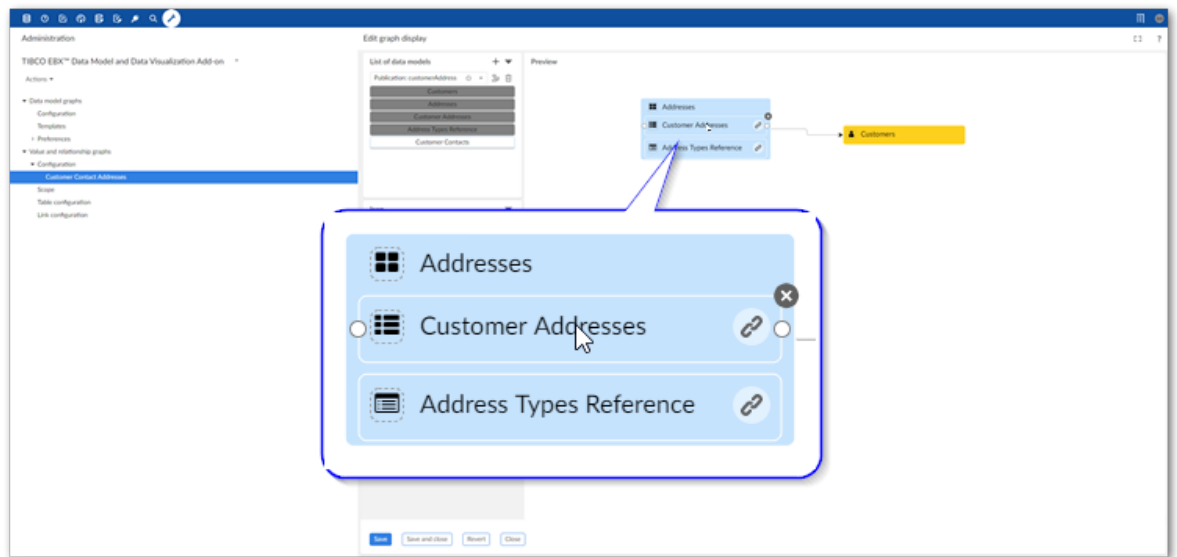 Administration
Edit graph display
?
TIBCO EBX™ Data Model and Data Visualization Add-on
Actions
Data model graphs
Configuration
Templates
Preferences
Value and relationship graphs
Configuration
Customer Contact Addresses
Scope
Table configuration
Link configuration
List of data models
Publication: customerAddress
Customers
Addresses
Customer Addresses
Address Types Reference
Customer Contacts
Preview
Addresses
Customer Addresses
Address Types Reference
Customers
Addresses
Customer Addresses
Address Types Reference
Save
Save and close
Revert
Close